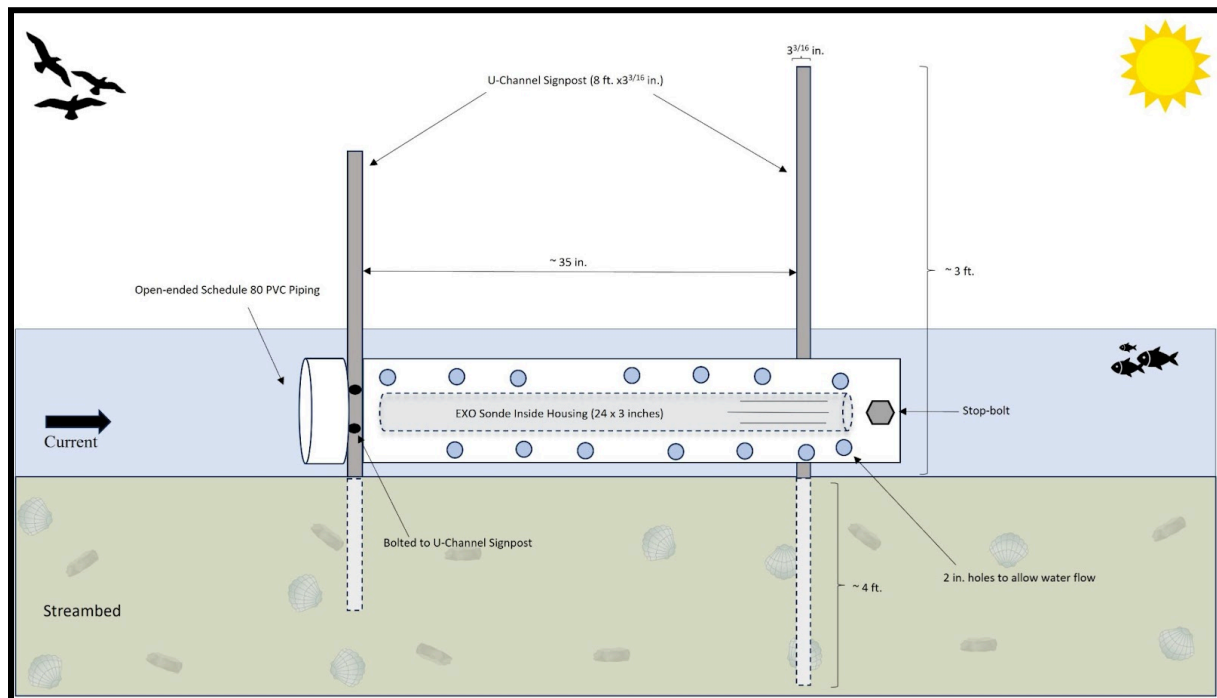 3 3/16 in.
U-Channel Signpost (8 ft. x3 3/16 in.)
~ 35 in.
~ 3 ft.
Open-ended Schedule 80 PVC Piping
EXO Sonde Inside Housing (24 x 3 inches)
Stop-bolt
Current
Bolted to U-Channel Signpost
2 in. holes to allow water flow
~ 4 ft.
Streambed